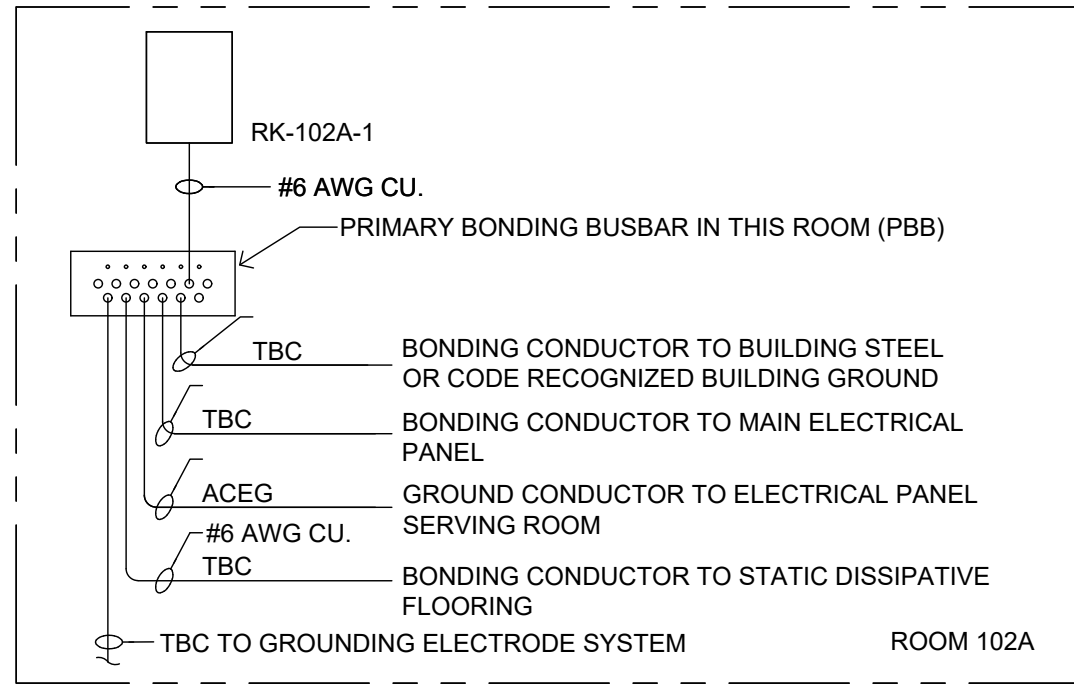 RK-102A-1
#6 AWG CU.
PRIMARY BONDING BUSBAR IN THIS ROOM (PBB)
TBC
BONDING CONDUCTOR TO BUILDING STEEL
OR CODE RECOGNIZED BUILDING GROUND
TBC
BONDING CONDUCTOR TO MAIN ELECTRICAL
PANEL
ACEG
GROUND CONDUCTOR TO ELECTRICAL PANEL
SERVING ROOM
#6 AWG CU.
TBC
BONDING CONDUCTOR TO STATIC DISSIPATIVE
FLOORING
TBC TO GROUNDING ELECTRODE SYSTEM
ROOM 102A